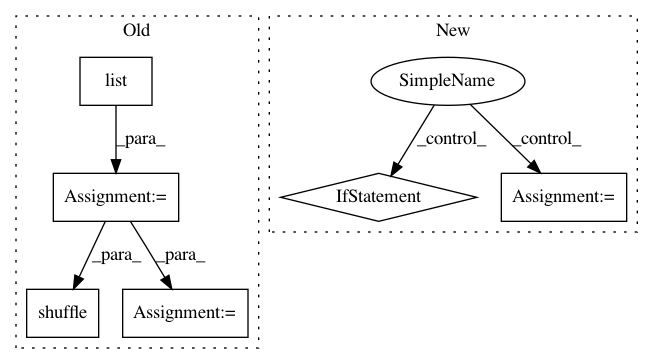 Old
New
list
SimpleName
_para_
_control_
_control_
Assignment:=
IfStatement
Assignment:=
_para_
_para_
shuffle
Assignment:=